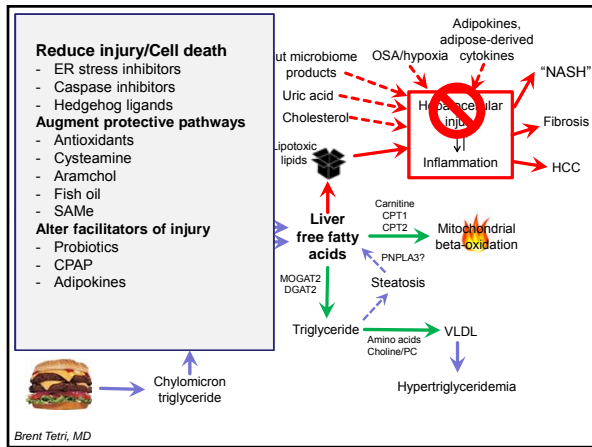 Reduce injury/Cell death
- ER stress inhibitors
- Caspase inhibitors
- Hedgehog ligands
Augment protective pathways
- Antioxidants
- Cysteamine
- Aramchol
- Fish oil
- SAMe
Alter facilitators of injury
- Probiotics
- CPAP
- Adipokines
ut microbiome
products
Uric acid
Cholesterol
OSA/hypoxia
Adipokines,
adipose-derived
cytokines
Inflammation
"NASH"
Fibrosis
HCC
Lipotoxic
lipids
Liver
free fatty
acids
Carnitine
CPT1
CPT2
Mitochondrial
beta-oxidation
PNPLA3?
Steatosis
MOGAT2
DGAT2
Triglyceride
Amino acids
Choline/PC
VLDL
Hypertriglyceridemia
Chylomicron
triglyceride
Brent Tetri, MD